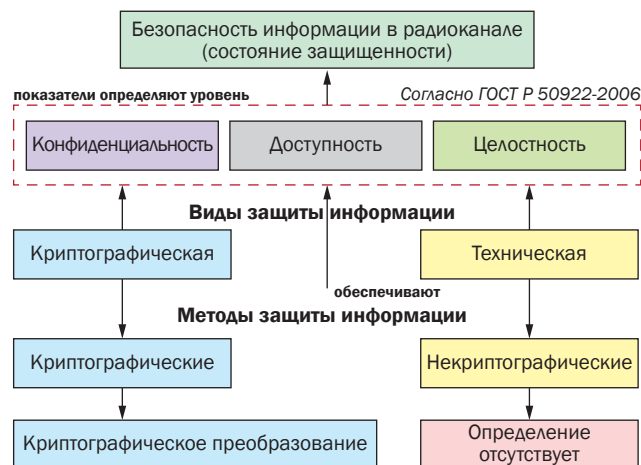 Безопасность информации в радиоканале
(состояние защищенности)
показатели определяют уровень
Согласно ГОСТ Р 50922-2006
Конфиденциальность
Доступность
Целостность
Виды защиты информации
Криптографическая
Техническая
обеспечивают
Методы защиты информации
Криптографические
Некриптографические
Криптографическое преобразование
Определение
отсутствует